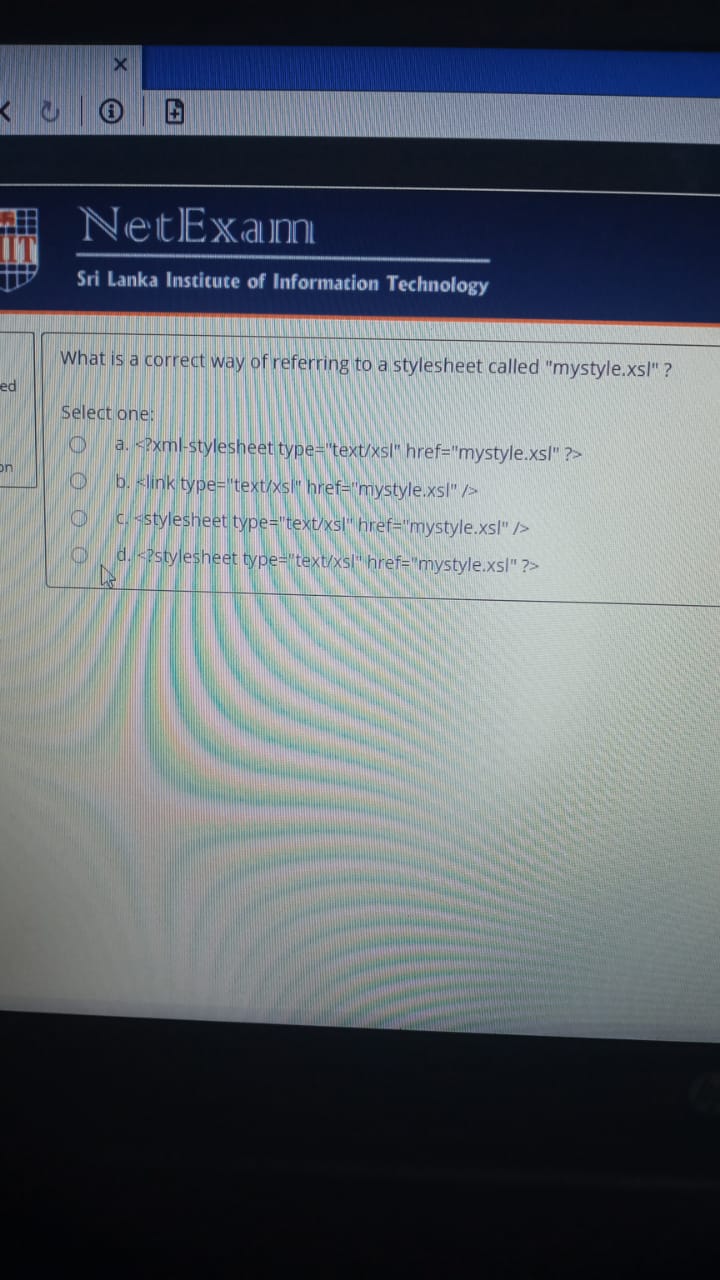 NetExam
Sri Lanka Institute of Information Technology
What is a correct way of referring to a stylesheet called "mystyle.xsl" ?
ed
Select one:
a. <?xml-stylesheet type="text/xsl" href="mystyle.xsl" ?>
on
b. <link type="text/xsl" href="mystyle.xsl" />
c. <stylesheet type="text/xsl" href="mystyle.xsl" />
d. <?stylesheet type="text/xsl" href="mystyle.xsl" ?>